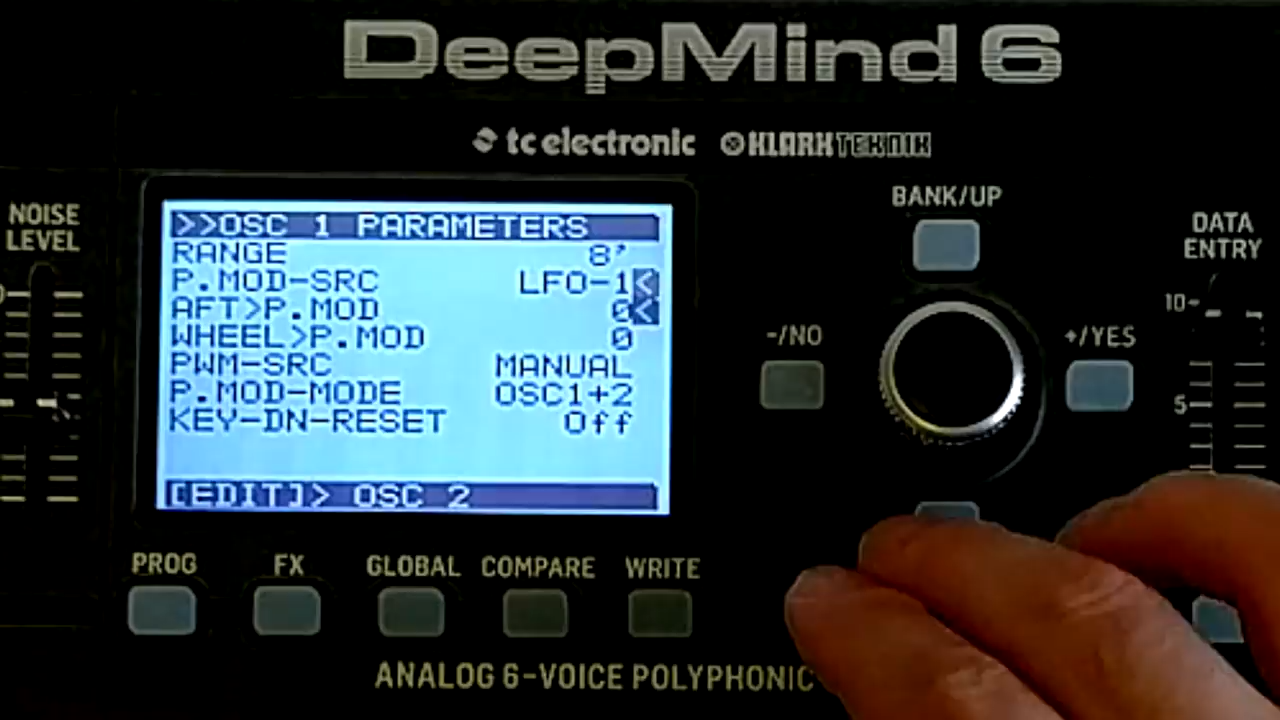 DeepMind 6
tc electronic KLARK TEKNIK
BANK/UP
NOISE
LEVEL
DATA
ENTRY
>>OSC 1 PARAMETERS
RANGE 8'
P.MOD-SRC LFO-1<
AFT>P.MOD 0<
WHEEL>P.MOD 0
PWM-SRC MANUAL
P.MOD-MODE OSC1+2
KEY-DN-RESET Off
[EDIT]> OSC 2
-/NO
+/YES
10-
5-
PROG FX GLOBAL COMPARE WRITE
ANALOG 6-VOICE POLYPHONIC